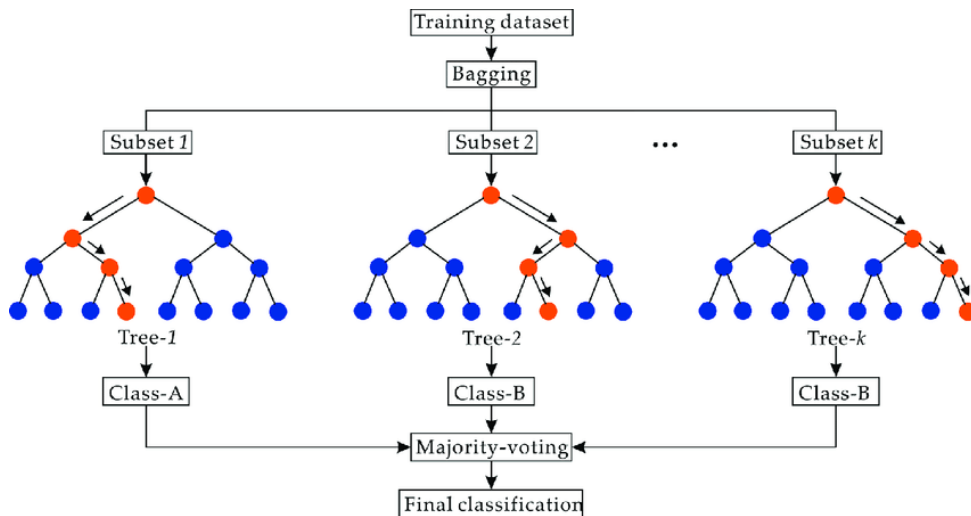 Training dataset
Bagging
Subset 1
Subset 2
...
Subset k
Tree-1
Tree-2
Tree-k
Class-A
Class-B
Class-B
Majority-voting
Final classification